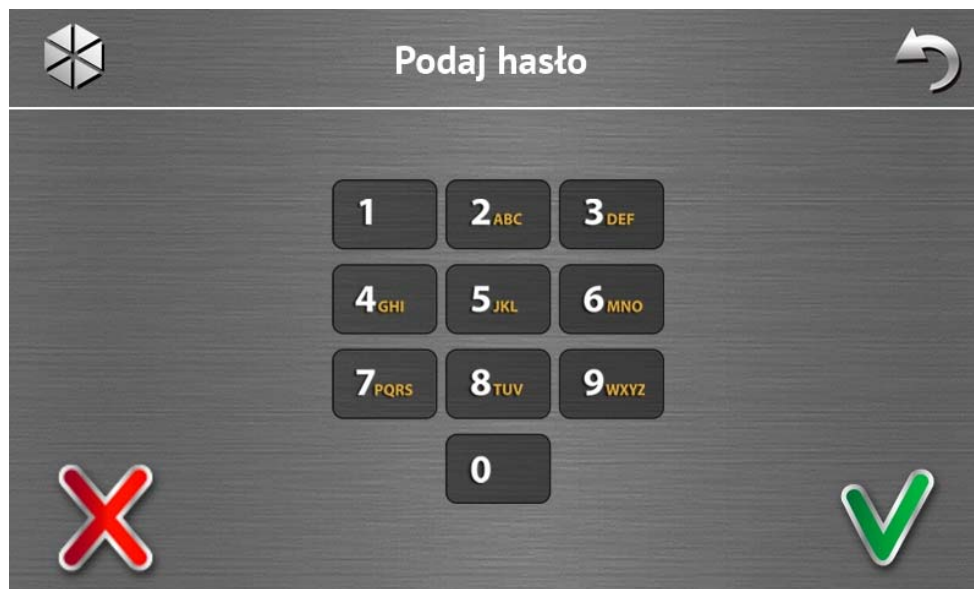 Podaj hasło
1 2ABC 3DEF
4GHI 5JKL 6MNO
7PQRS 8TUV 9WXYZ
0